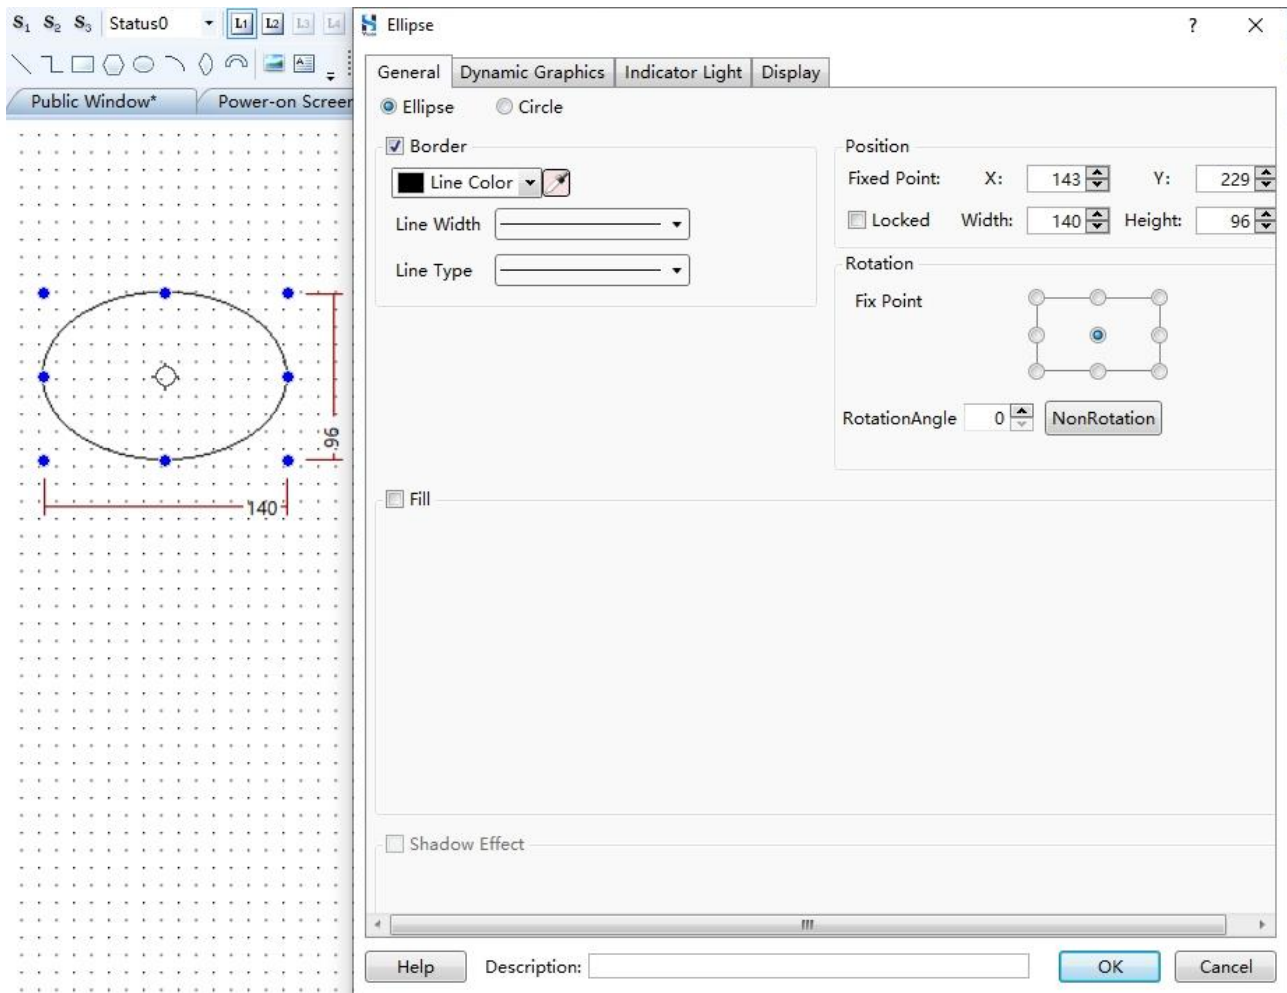 S1 S2 S3 Status0 L1 L2 L3 L4
Ellipse
General Dynamic Graphics Indicator Light Display
Public Window* Power-on Screen
Ellipse Circle
Border
Position
Line Color
Fixed Point: X: 143 Y: 229
Line Width
Locked Width: 140 Height: 96
Line Type
Rotation
Fix Point
RotationAngle 0 NonRotation
96
140
Fill
Shadow Effect
Help Description: OK Cancel